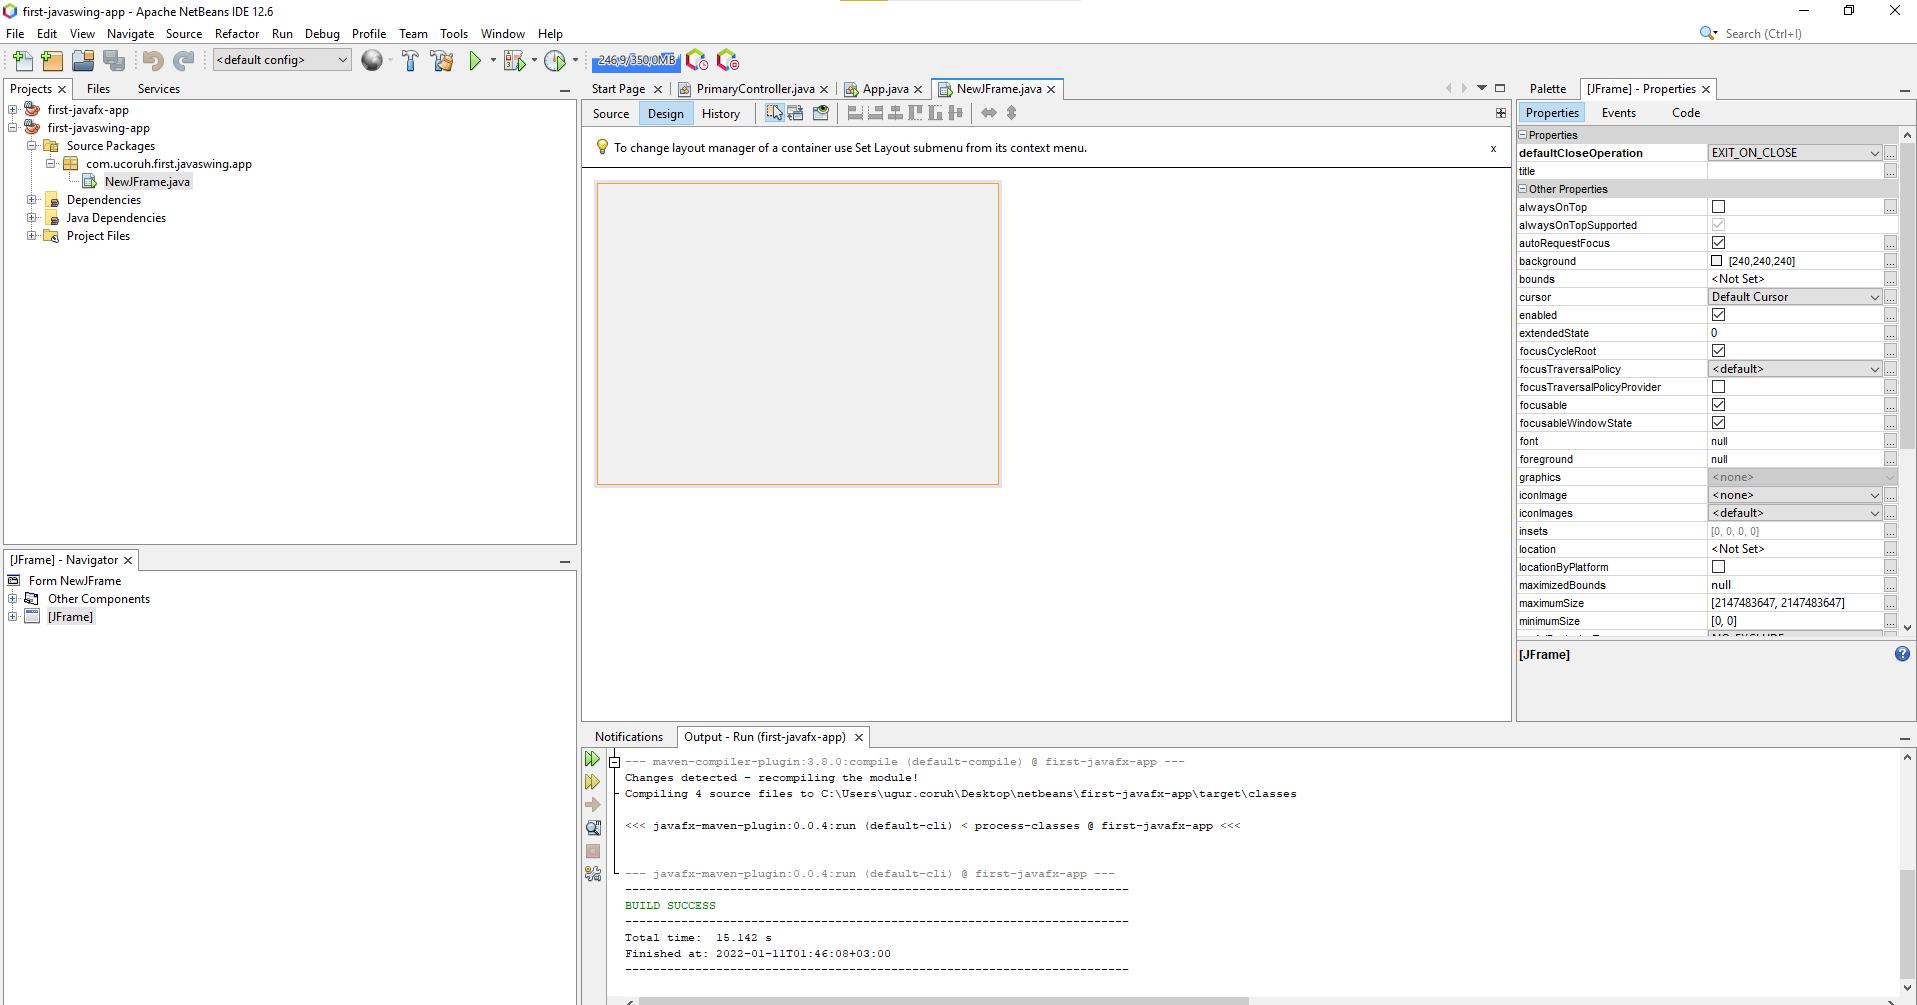 first-javaswing-app - Apache NetBeans IDE 12.6
File Edit View Navigate Source Refactor Run Debug Profile Team Tools Window Help
Search (Ctrl+I)
<default config>
246,9/350,0MB
Projects Files Services
first-javafx-app
first-javaswing-app
Source Packages
com.ucoruh.first.javaswing.app
NewJFrame.java
Dependencies
Java Dependencies
Project Files
[JFrame] - Navigator
Form NewJFrame
Other Components
[JFrame]
Start Page PrimaryController.java App.java NewJFrame.java
Source Design History
To change layout manager of a container use Set Layout submenu from its context menu. x
Palette [JFrame] - Properties
Properties Events Code
Properties
defaultCloseOperation EXIT_ON_CLOSE ...
title ...
Other Properties
alwaysOnTop ...
alwaysOnTopSupported
autoRequestFocus ...
background [240,240,240] ...
bounds <Not Set> ...
cursor Default Cursor ...
enabled ...
extendedState 0 ...
focusCycleRoot ...
focusTraversalPolicy <default> ...
focusTraversalPolicyProvider ...
focusable ...
focusableWindowState ...
font null ...
foreground null ...
graphics <none>
iconImage <none> ...
iconImages <default> ...
insets [0, 0, 0, 0] ...
location <Not Set> ...
locationByPlatform ...
maximizedBounds null ...
maximumSize [2147483647, 2147483647] ...
minimumSize [0, 0] ...
[JFrame]
Notifications Output - Run (first-javafx-app)
--- maven-compiler-plugin:3.8.0:compile (default-compile) @ first-javafx-app ---
Changes detected - recompiling the module!
Compiling 4 source files to C:\Users\ugur.coruh\Desktop\netbeans\first-javafx-app\target\classes
<<< javafx-maven-plugin:0.0.4:run (default-cli) < process-classes @ first-javafx-app <<<
--- javafx-maven-plugin:0.0.4:run (default-cli) @ first-javafx-app ---
------------------------------------------------------------------------
BUILD SUCCESS
------------------------------------------------------------------------
Total time:  15.142 s
Finished at: 2022-01-11T01:46:08+03:00
------------------------------------------------------------------------